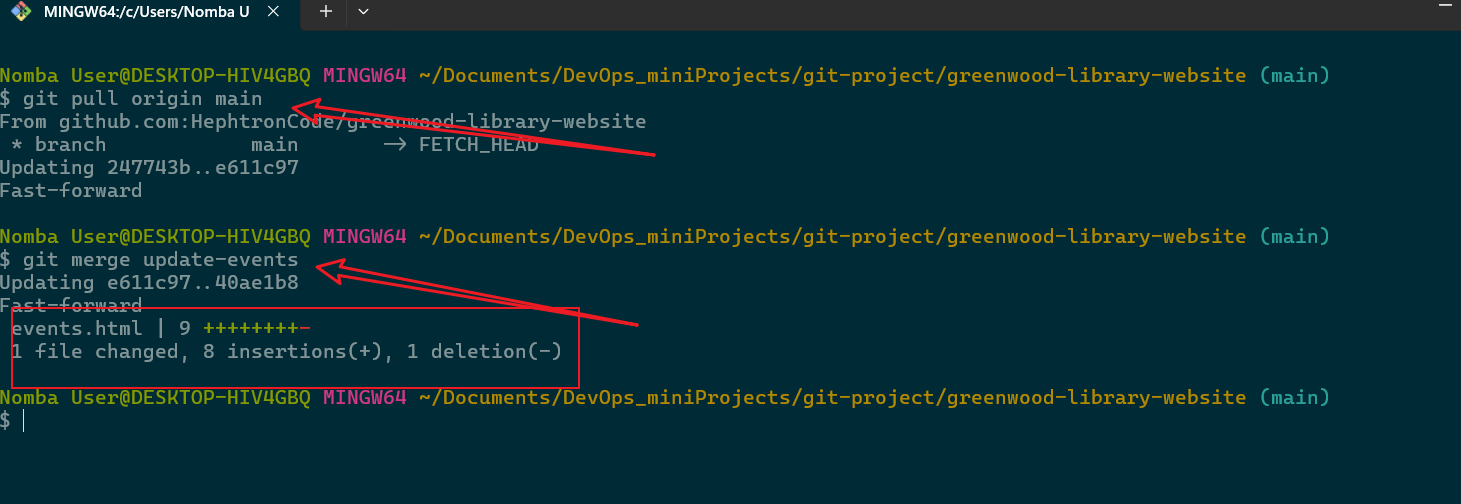 MINGW64:/c/Users/Nomba U
Nomba User@DESKTOP-HIV4GBQ MINGW64 ~/Documents/DevOps_miniProjects/git-project/greenwood-library-website (main)
$ git pull origin main
From github.com:HephtronCode/greenwood-library-website
 * branch            main       -> FETCH_HEAD
Updating 247743b..e611c97
Fast-forward
Nomba User@DESKTOP-HIV4GBQ MINGW64 ~/Documents/DevOps_miniProjects/git-project/greenwood-library-website (main)
$ git merge update-events
Updating e611c97..40ae1b8
Fast-forward
 events.html | 9 ++++++++-
 1 file changed, 8 insertions(+), 1 deletion(-)
Nomba User@DESKTOP-HIV4GBQ MINGW64 ~/Documents/DevOps_miniProjects/git-project/greenwood-library-website (main)
$